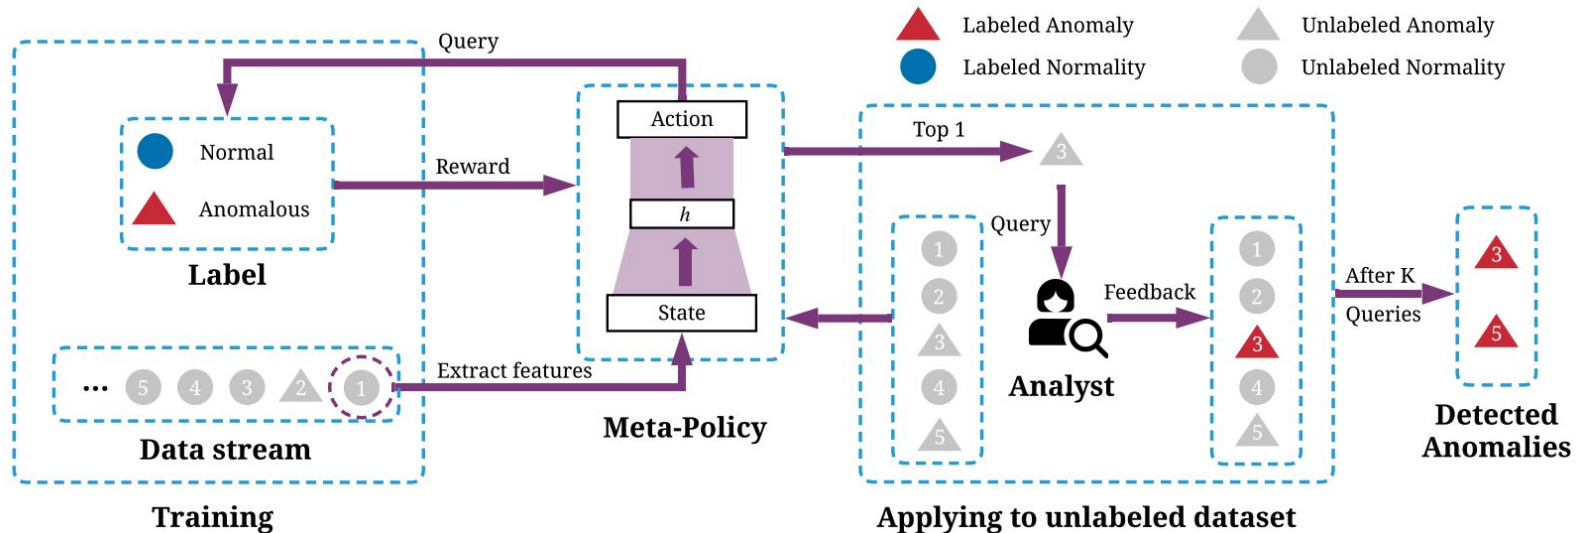 Query
Labeled Anomaly
Unlabeled Anomaly
Labeled Normality
Unlabeled Normality
Normal
Anomalous
Label
Reward
Action
h
State
Top 1
3
Query
1
2
3
4
5
Analyst
Feedback
1
2
3
4
5
After K
Queries
3
5
Detected
Anomalies
... 5 4 3 2 1
Data stream
Extract features
Meta-Policy
Training
Applying to unlabeled dataset